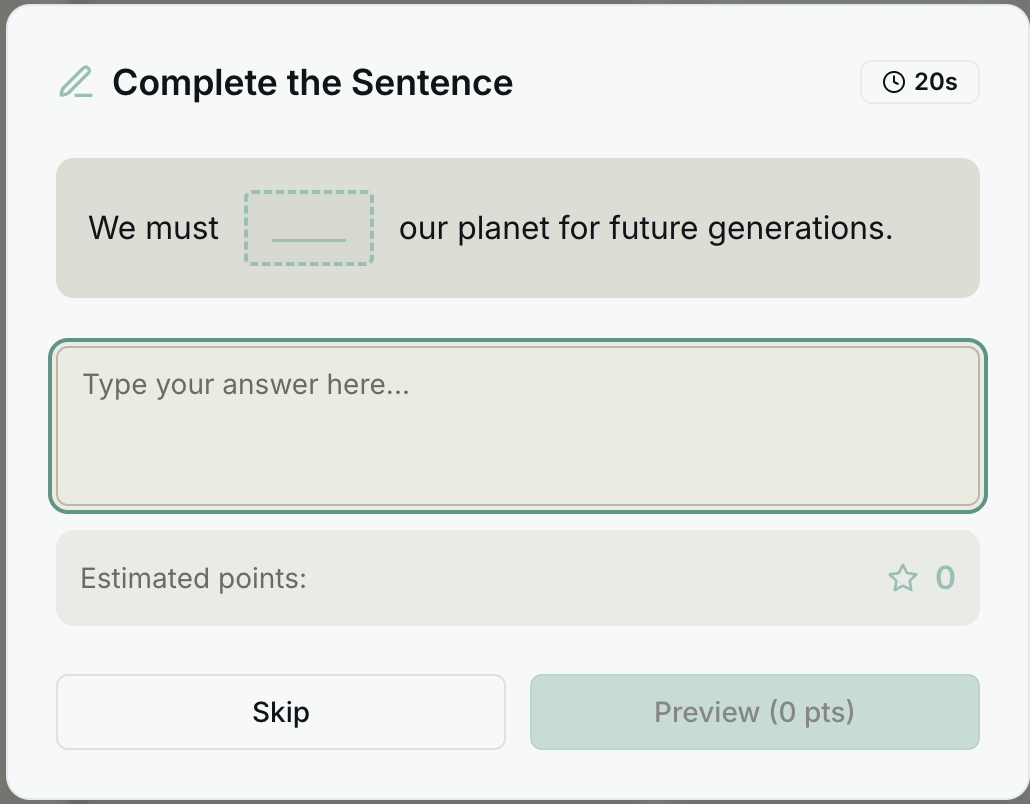 Complete the Sentence
20s
We must ____ our planet for future generations.
Type your answer here...
Estimated points:
0
Skip
Preview (0 pts)